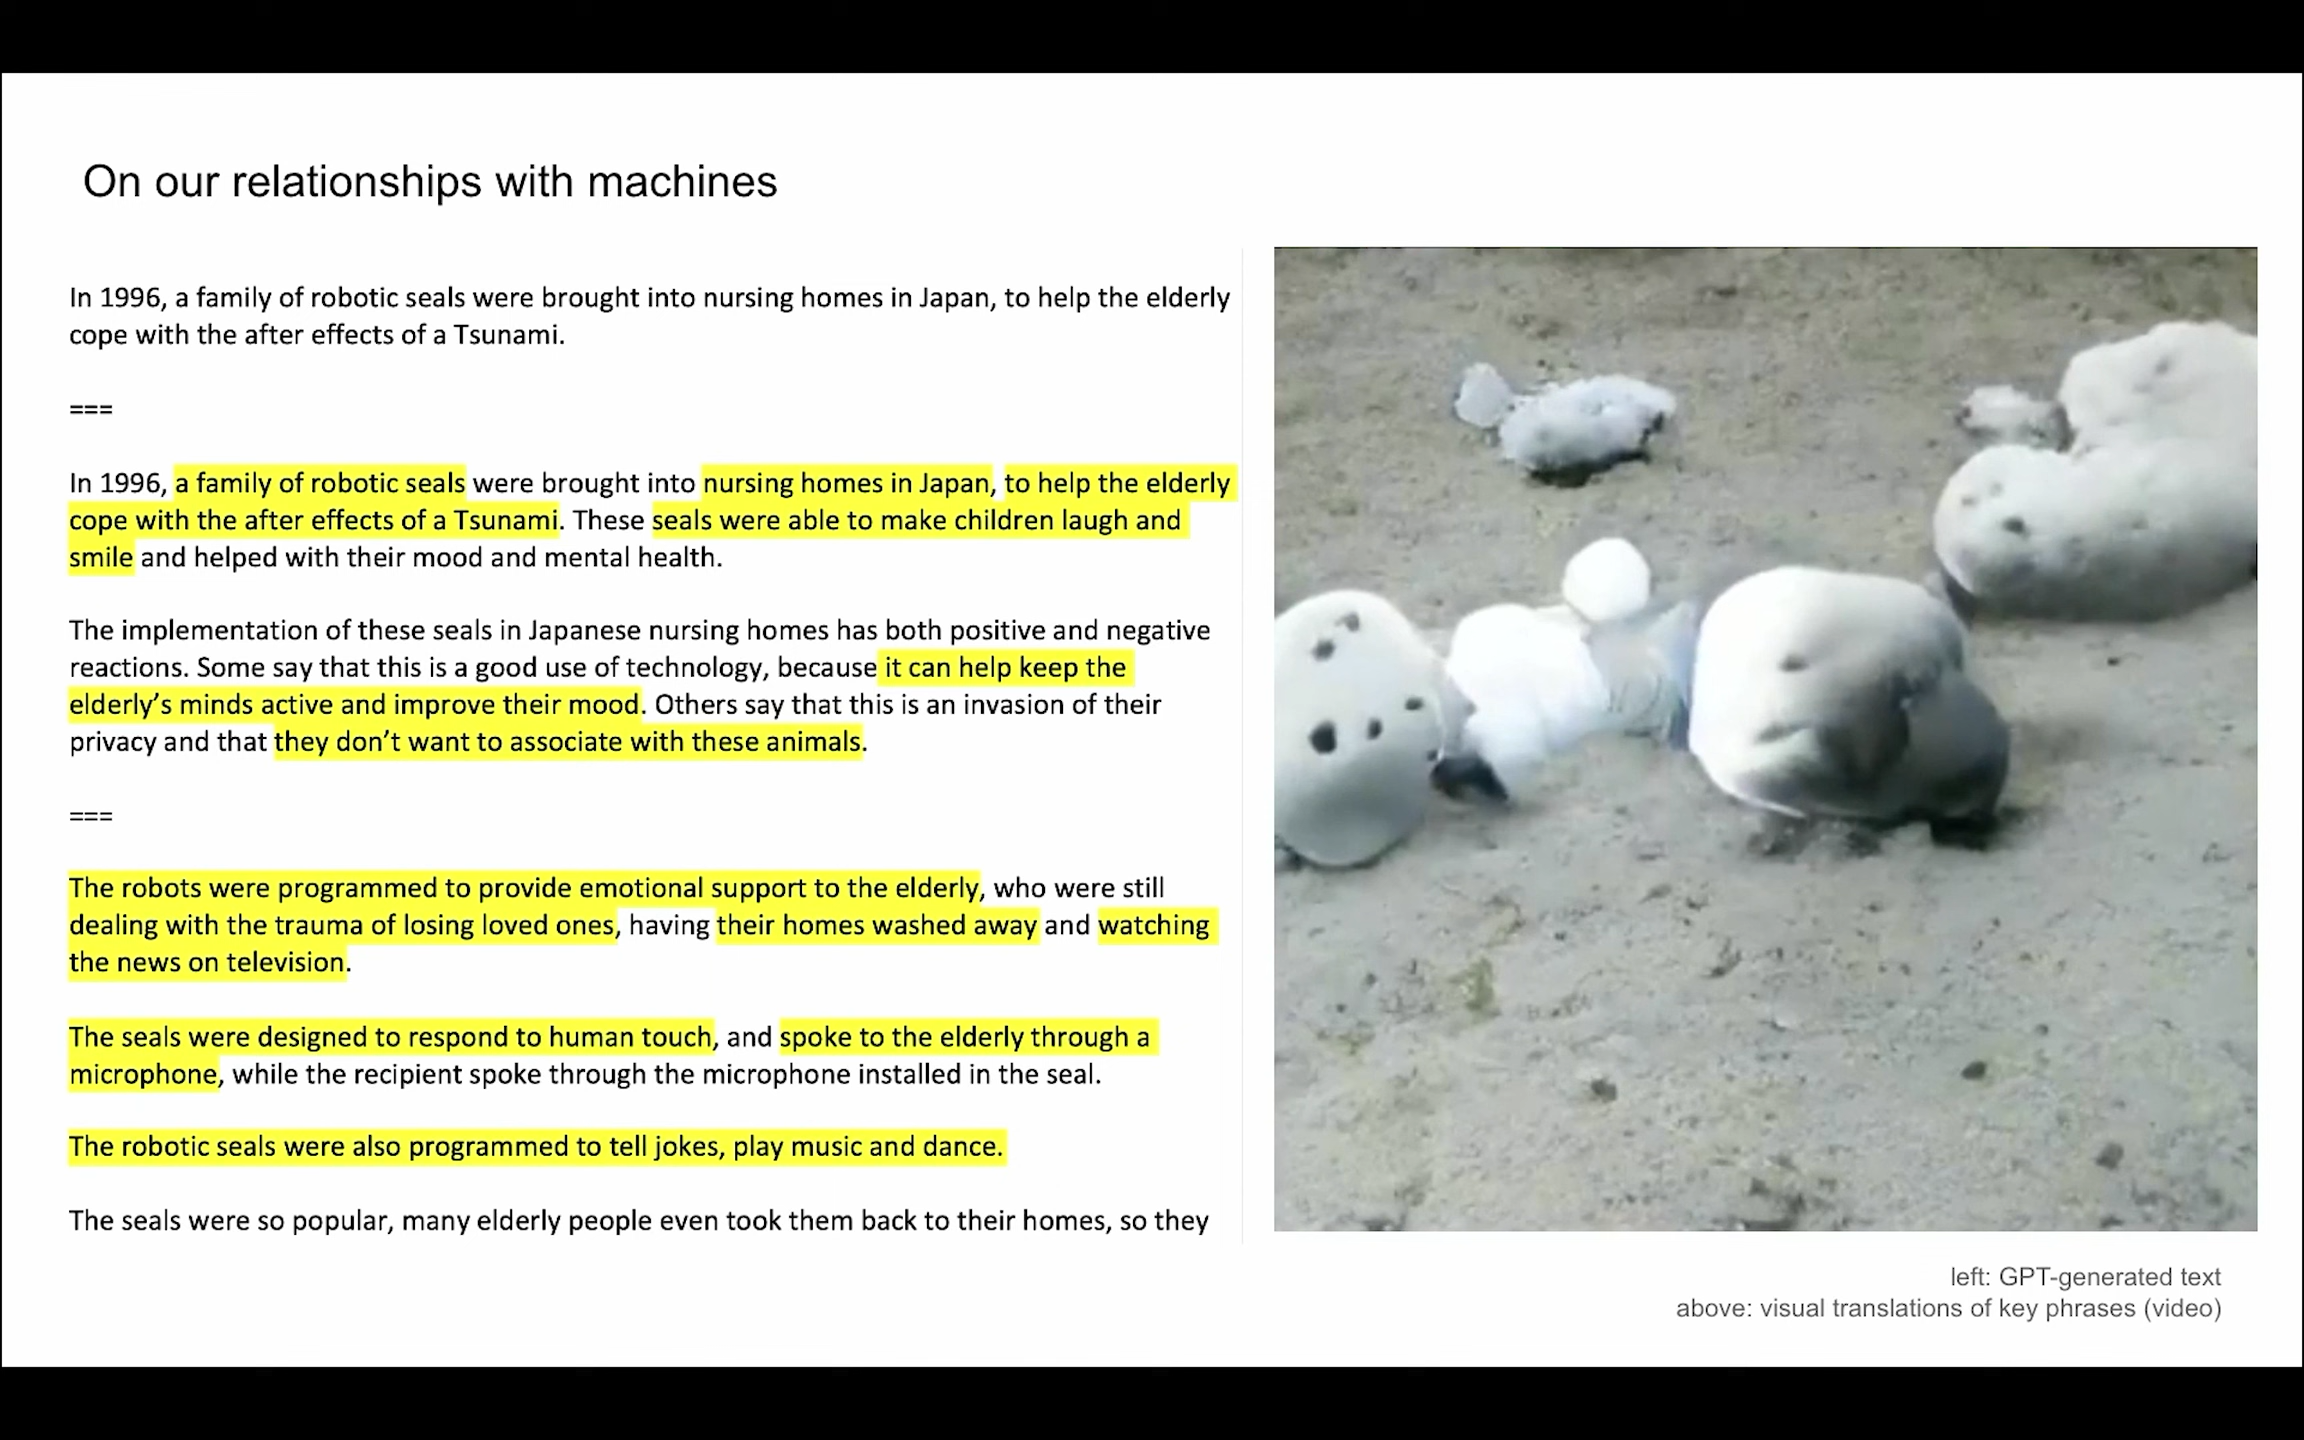 On our relationships with machines
In 1996, a family of robotic seals were brought into nursing homes in Japan, to help the elderly
cope with the after effects of a Tsunami.
===
In 1996, a family of robotic seals were brought into nursing homes in Japan, to help the elderly
cope with the after effects of a Tsunami. These seals were able to make children laugh and
smile and helped with their mood and mental health.
The implementation of these seals in Japanese nursing homes has both positive and negative
reactions. Some say that this is a good use of technology, because it can help keep the
elderly’s minds active and improve their mood. Others say that this is an invasion of their
privacy and that they don’t want to associate with these animals.
===
The robots were programmed to provide emotional support to the elderly, who were still
dealing with the trauma of losing loved ones, having their homes washed away and watching
the news on television.
The seals were designed to respond to human touch, and spoke to the elderly through a
microphone, while the recipient spoke through the microphone installed in the seal.
The robotic seals were also programmed to tell jokes, play music and dance.
The seals were so popular, many elderly people even took them back to their homes, so they
left: GPT-generated text
above: visual translations of key phrases (video)